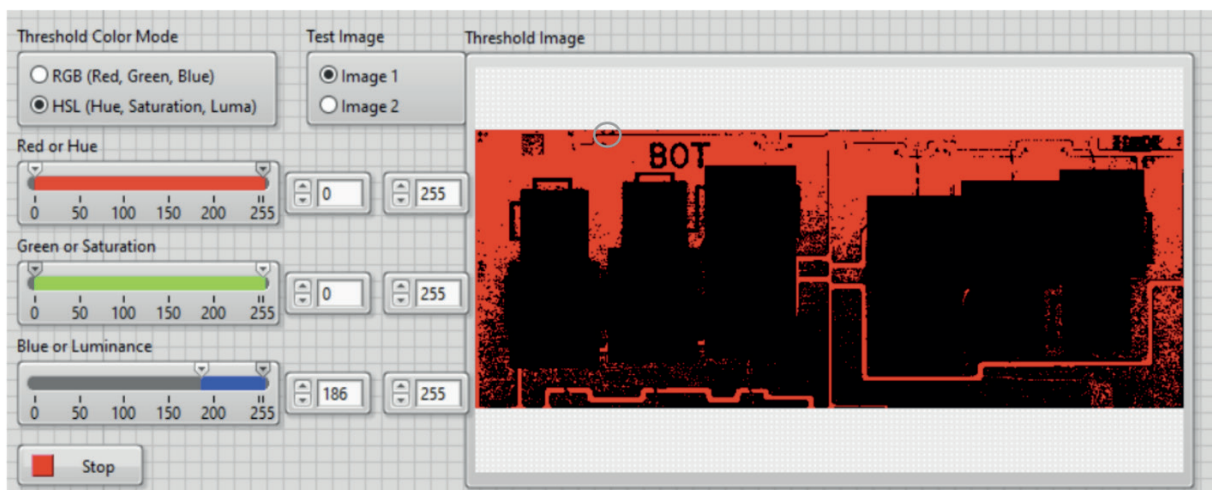 Threshold Color Mode
RGB (Red, Green, Blue)
HSL (Hue, Saturation, Luma)
Test Image
Image 1
Image 2
Threshold Image
BOT
Red or Hue
0 50 100 150 200 255
0
255
Green or Saturation
0 50 100 150 200 255
0
255
Blue or Luminance
0 50 100 150 200 255
186
255
Stop